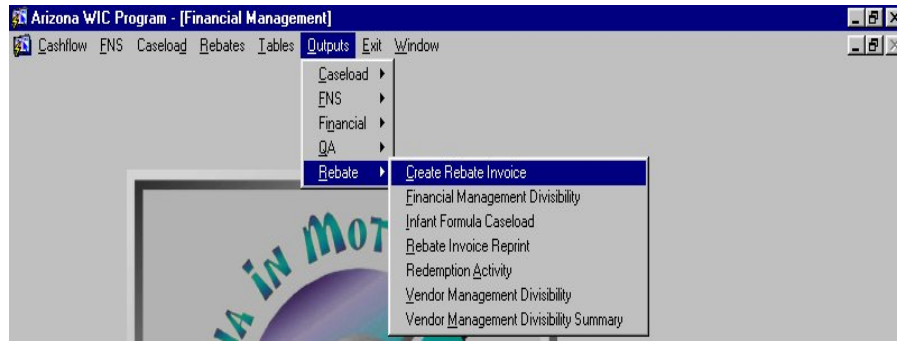 Arizona WIC Program - [Financial Management]
Cashflow FNS Caseload Rebates Tables Outputs Exit Window
Caseload
FNS
Financial
QA
Rebate
Create Rebate Invoice
Financial Management Divisibility
Infant Formula Caseload
Rebate Invoice Reprint
Redemption Activity
Vendor Management Divisibility
Vendor Management Divisibility Summary
IN MOT